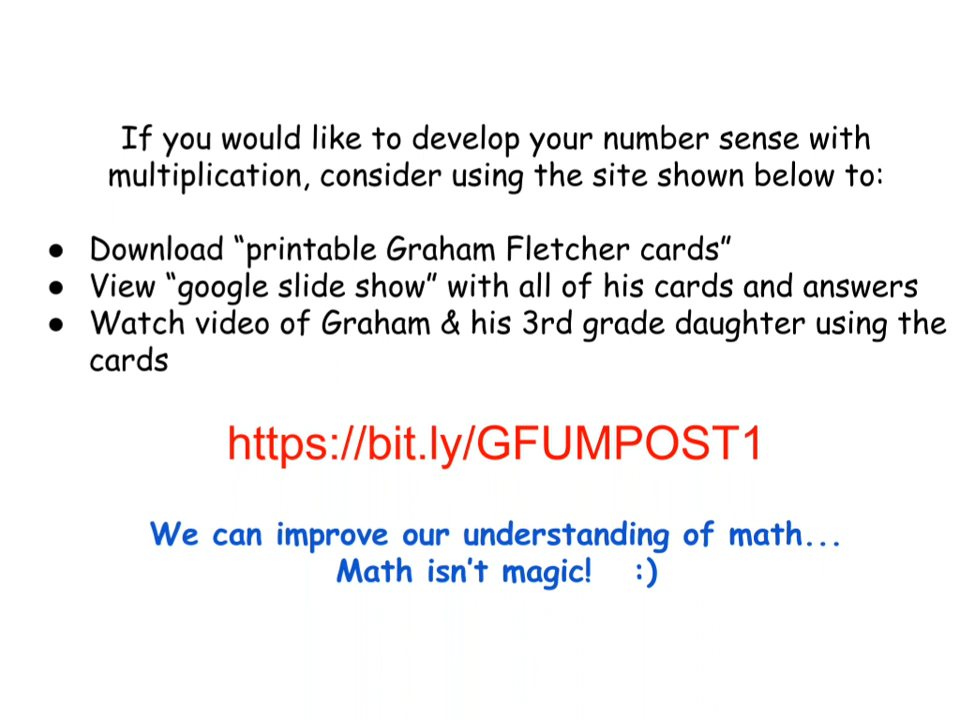 If you would like to develop your number sense with
multiplication, consider using the site shown below to:
● Download “printable Graham Fletcher cards”
● View “google slide show” with all of his cards and answers
● Watch video of Graham & his 3rd grade daughter using the
cards
https://bit.ly/GFUMPOST1
We can improve our understanding of math...
Math isn’t magic! :)